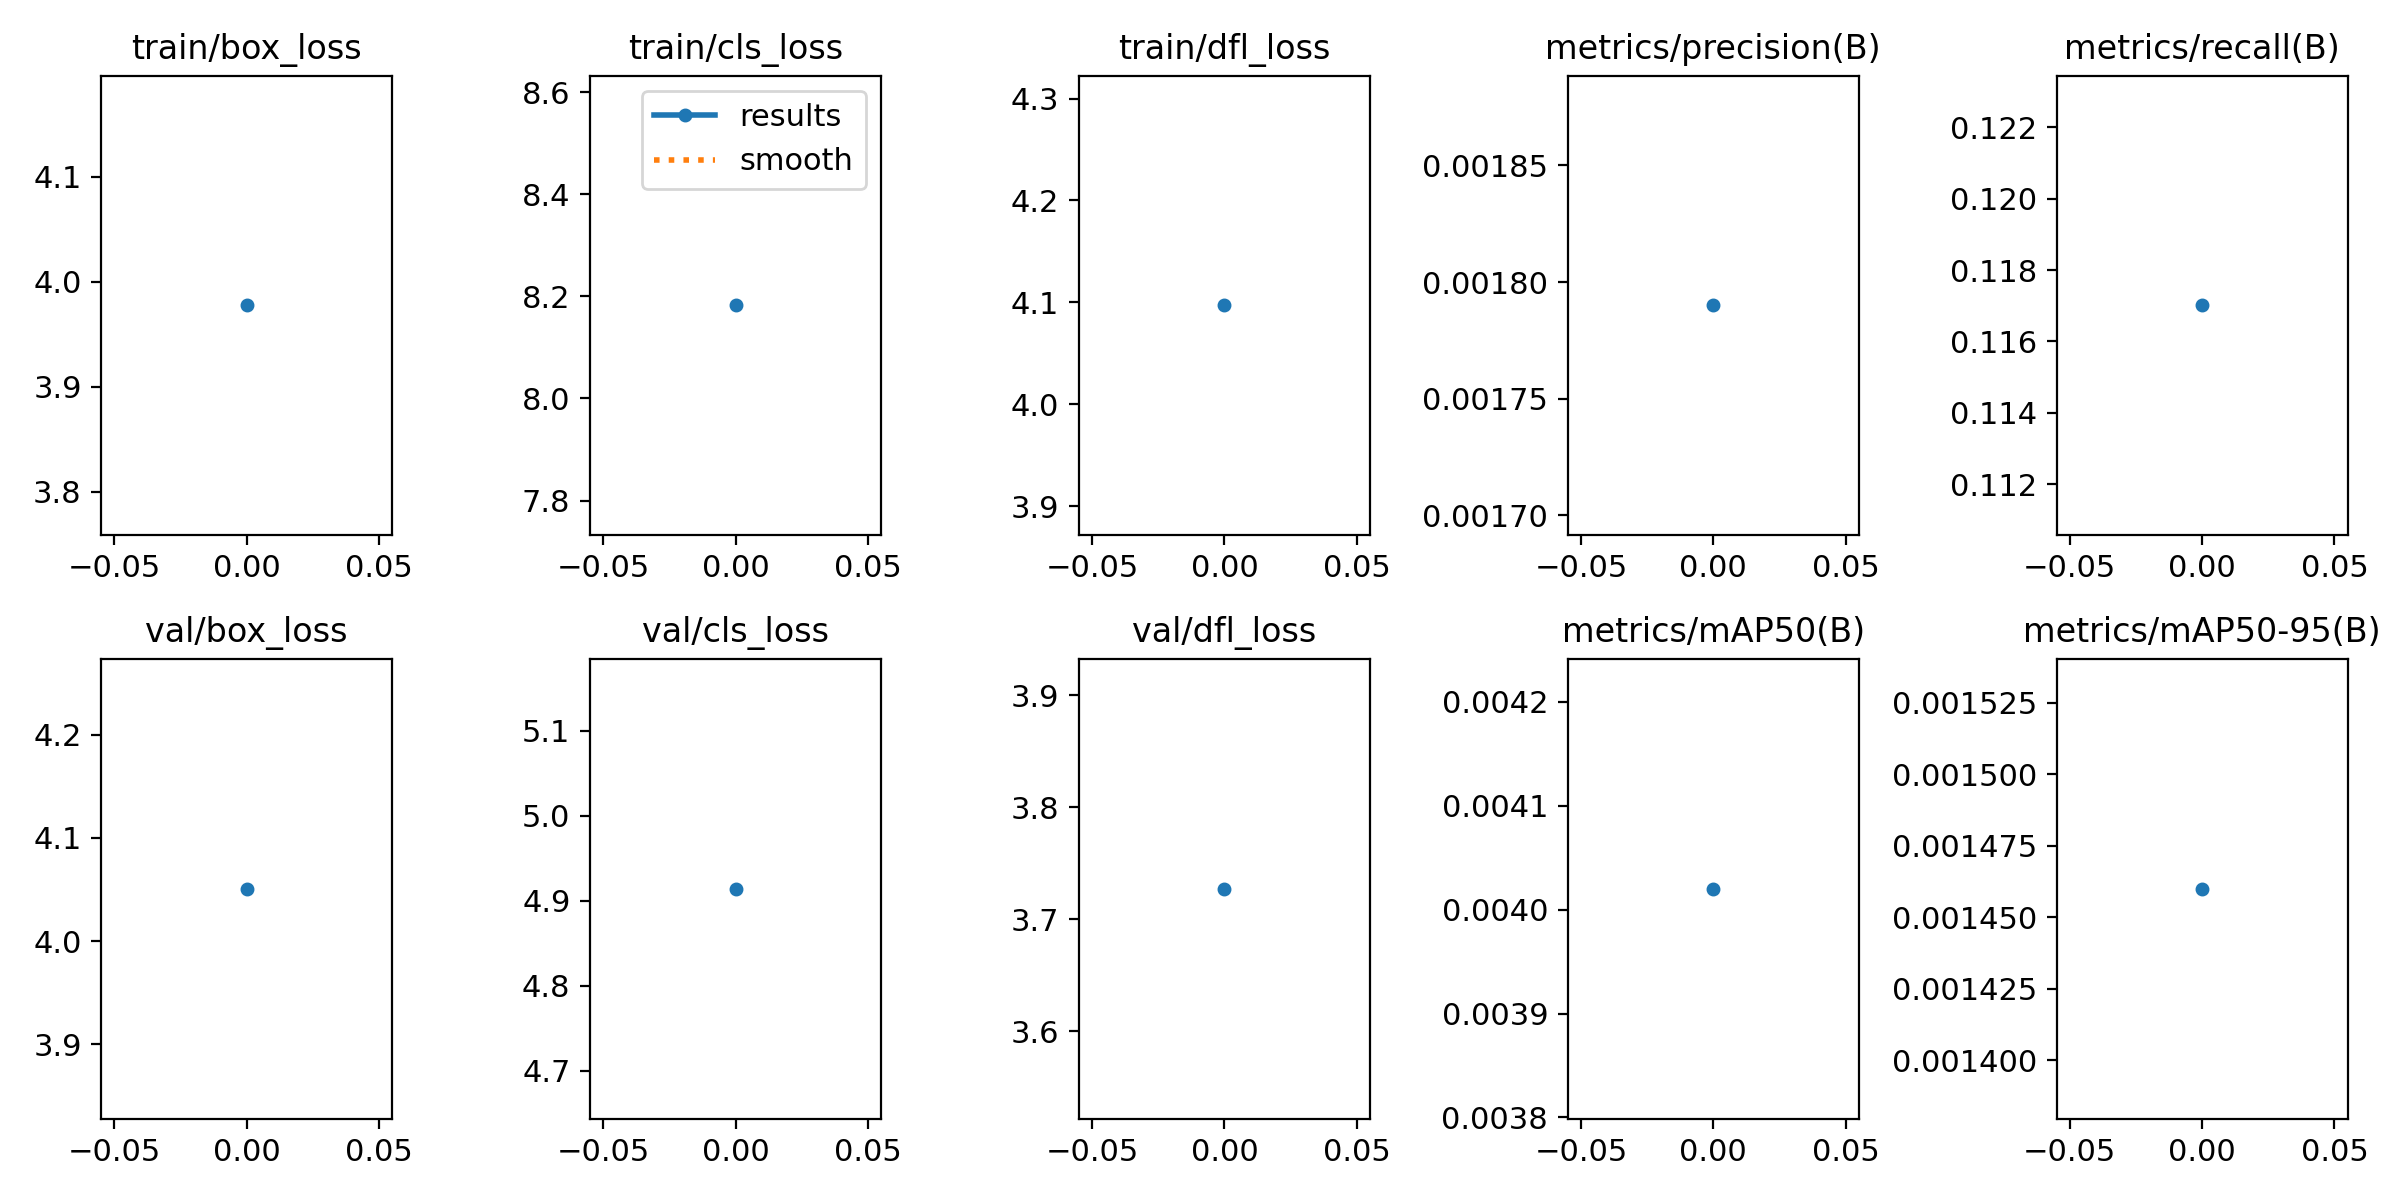 train/box_loss
4.1
4.0
3.9
3.8
−0.05 0.00 0.05
train/cls_loss
results
smooth
8.6
8.4
8.2
8.0
7.8
−0.05 0.00 0.05
train/dfl_loss
4.3
4.2
4.1
4.0
3.9
−0.05 0.00 0.05
metrics/precision(B)
0.00185
0.00180
0.00175
0.00170
−0.05 0.00 0.05
metrics/recall(B)
0.122
0.120
0.118
0.116
0.114
0.112
−0.05 0.00 0.05
val/box_loss
4.2
4.1
4.0
3.9
−0.05 0.00 0.05
val/cls_loss
5.1
5.0
4.9
4.8
4.7
−0.05 0.00 0.05
val/dfl_loss
3.9
3.8
3.7
3.6
−0.05 0.00 0.05
metrics/mAP50(B)
0.0042
0.0041
0.0040
0.0039
0.0038
−0.05 0.00 0.05
metrics/mAP50-95(B)
0.001525
0.001500
0.001475
0.001450
0.001425
0.001400
−0.05 0.00 0.05